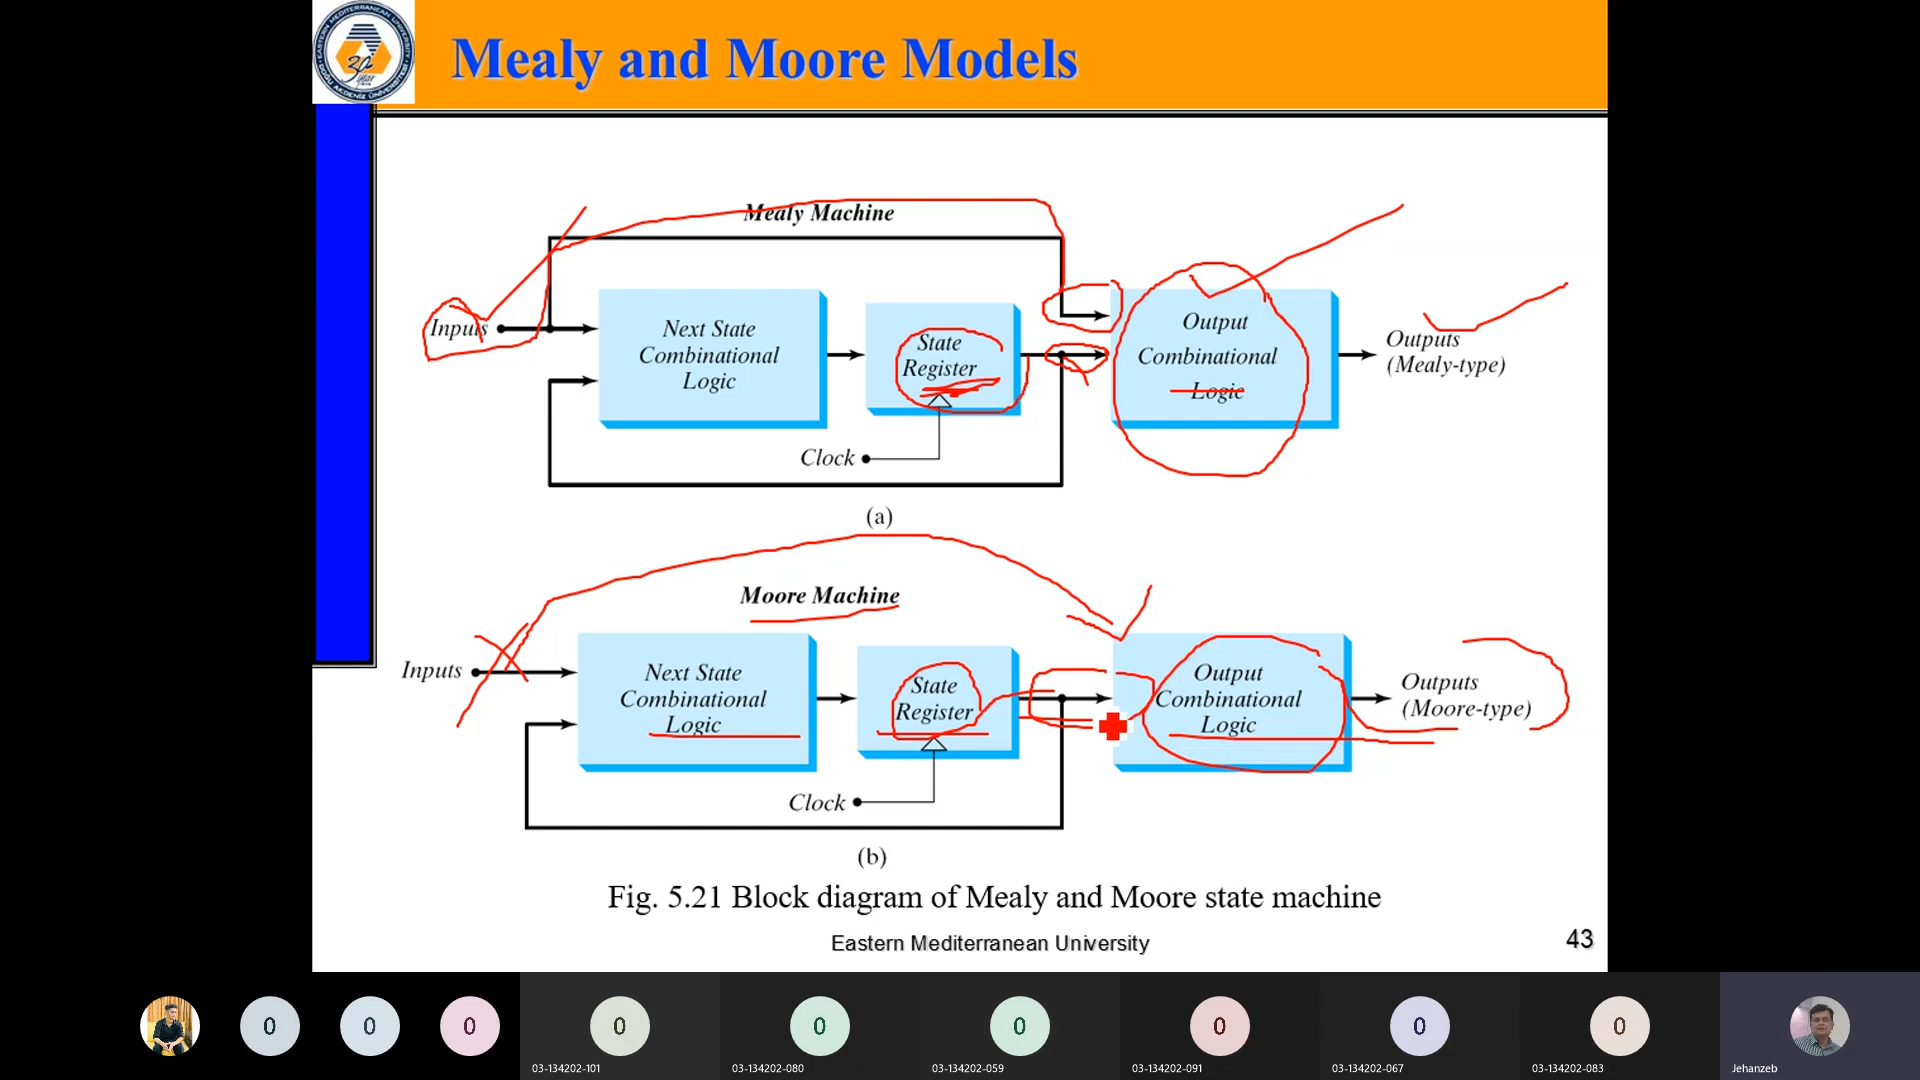 Mealy and Moore Models
Mealy Machine
Inputs
Next State
Combinational
Logic
State
Register
Output
Combinational
Logic
Outputs
(Mealy-type)
Clock
(a)
Moore Machine
Inputs
Next State
Combinational
Logic
State
Register
Output
Combinational
Logic
Outputs
(Moore-type)
Clock
(b)
Fig. 5.21 Block diagram of Mealy and Moore state machine
Eastern Mediterranean University
43
0
0
0
0
0
0
0
0
0
03-134202-101
03-134202-080
03-134202-059
03-134202-091
03-134202-067
03-134202-083
Jehanzeb